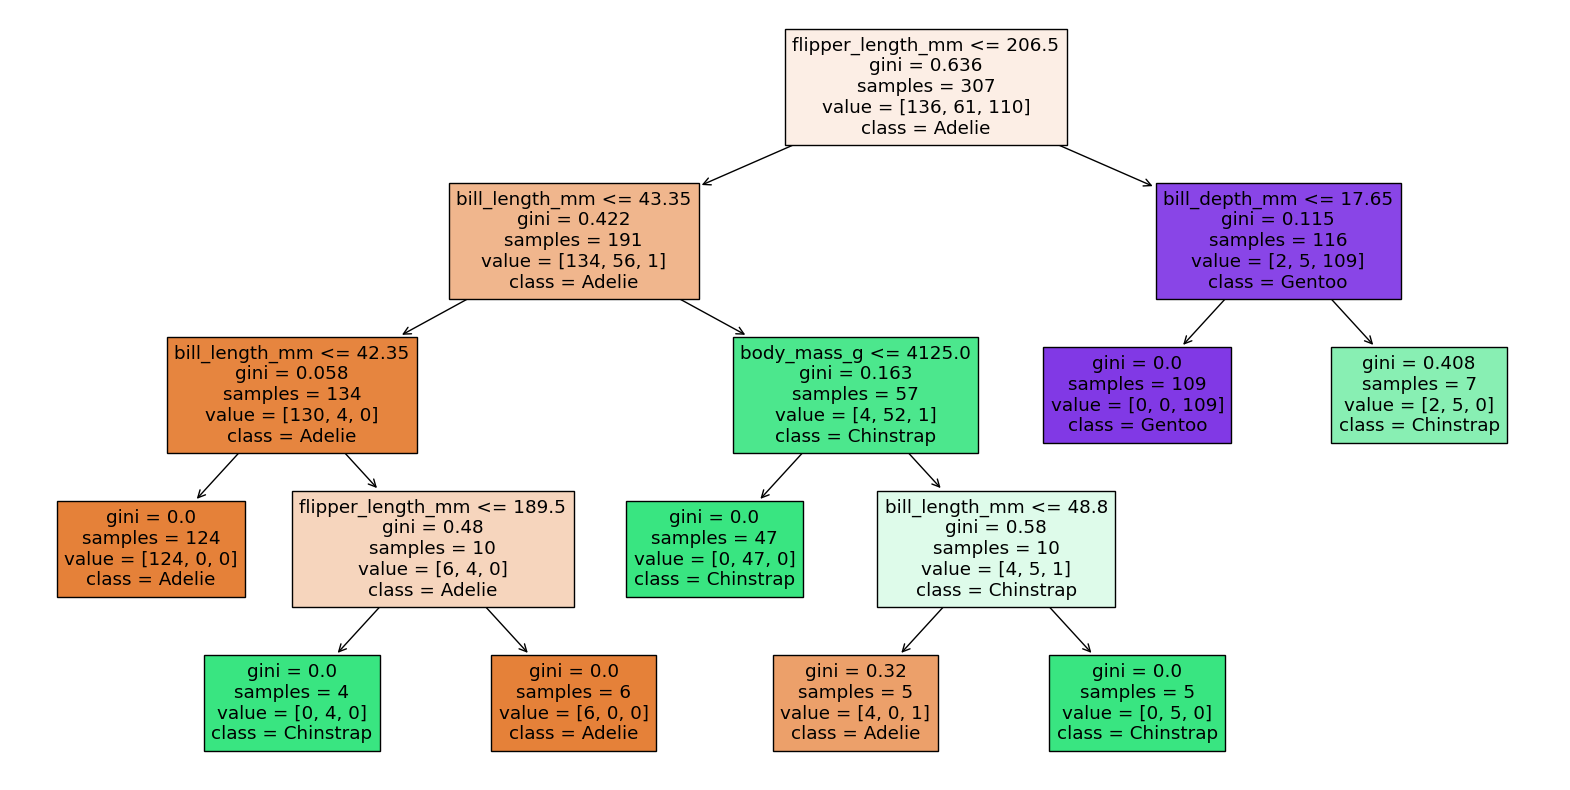 flipper_length_mm <= 206.5
gini = 0.636
samples = 307
value = [136, 61, 110]
class = Adelie
bill_length_mm <= 43.35
gini = 0.422
samples = 191
value = [134, 56, 1]
class = Adelie
bill_depth_mm <= 17.65
gini = 0.115
samples = 116
value = [2, 5, 109]
class = Gentoo
bill_length_mm <= 42.35
gini = 0.058
samples = 134
value = [130, 4, 0]
class = Adelie
body_mass_g <= 4125.0
gini = 0.163
samples = 57
value = [4, 52, 1]
class = Chinstrap
gini = 0.0
samples = 109
value = [0, 0, 109]
class = Gentoo
gini = 0.408
samples = 7
value = [2, 5, 0]
class = Chinstrap
gini = 0.0
samples = 124
value = [124, 0, 0]
class = Adelie
flipper_length_mm <= 189.5
gini = 0.48
samples = 10
value = [6, 4, 0]
class = Adelie
gini = 0.0
samples = 47
value = [0, 47, 0]
class = Chinstrap
bill_length_mm <= 48.8
gini = 0.58
samples = 10
value = [4, 5, 1]
class = Chinstrap
gini = 0.0
samples = 4
value = [0, 4, 0]
class = Chinstrap
gini = 0.0
samples = 6
value = [6, 0, 0]
class = Adelie
gini = 0.32
samples = 5
value = [4, 0, 1]
class = Adelie
gini = 0.0
samples = 5
value = [0, 5, 0]
class = Chinstrap